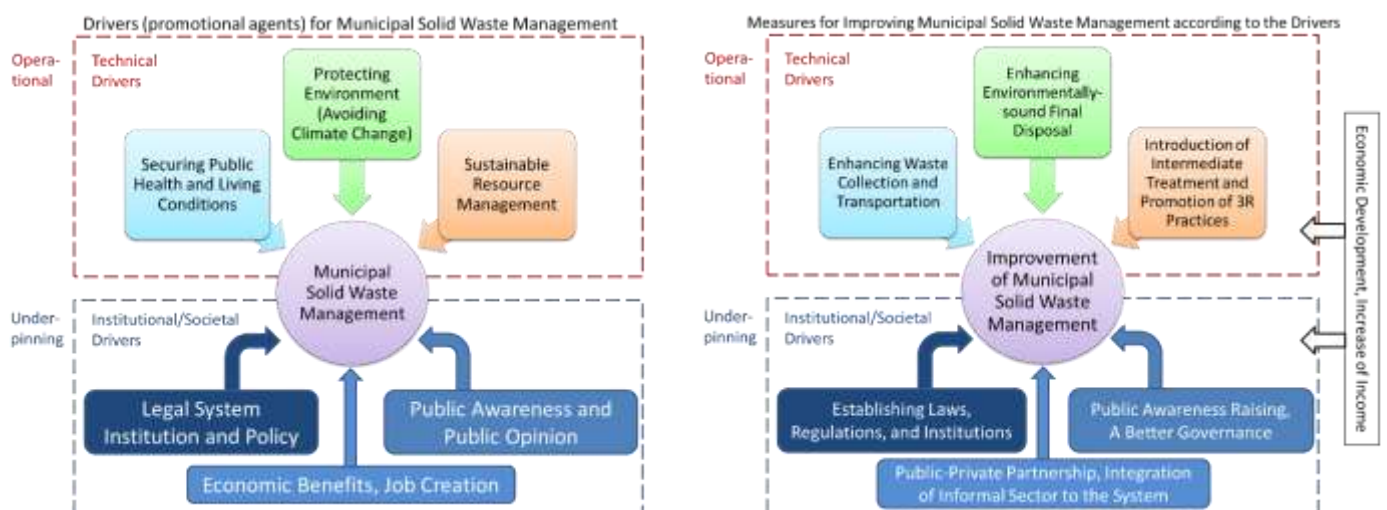 Drivers (promotional agents) for Municipal Solid Waste Management
Opera-
tional
Technical
Drivers
Protecting
Environment
(Avoiding
Climate Change)
Securing Public
Health and Living
Conditions
Sustainable
Resource
Management
Municipal
Solid Waste
Management
Under-
pinning
Institutional/Societal
Drivers
Legal System
Institution and Policy
Public Awareness and
Public Opinion
Economic Benefits, Job Creation
Measures for Improving Municipal Solid Waste Management according to the Drivers
Opera-
tional
Technical
Drivers
Enhancing
Environmentally-
sound Final
Disposal
Enhancing Waste
Collection and
Transportation
Introduction of
Intermediate
Treatment and
Promotion of 3R
Practices
Improvement
of Municipal
Solid Waste
Management
Under-
pinning
Institutional/Societal
Drivers
Establishing Laws,
Regulations, and Institutions
Public Awareness Raising,
A Better Governance
Public-Private Partnership, Integration
of Informal Sector to the System
Economic Development, Increase of Income